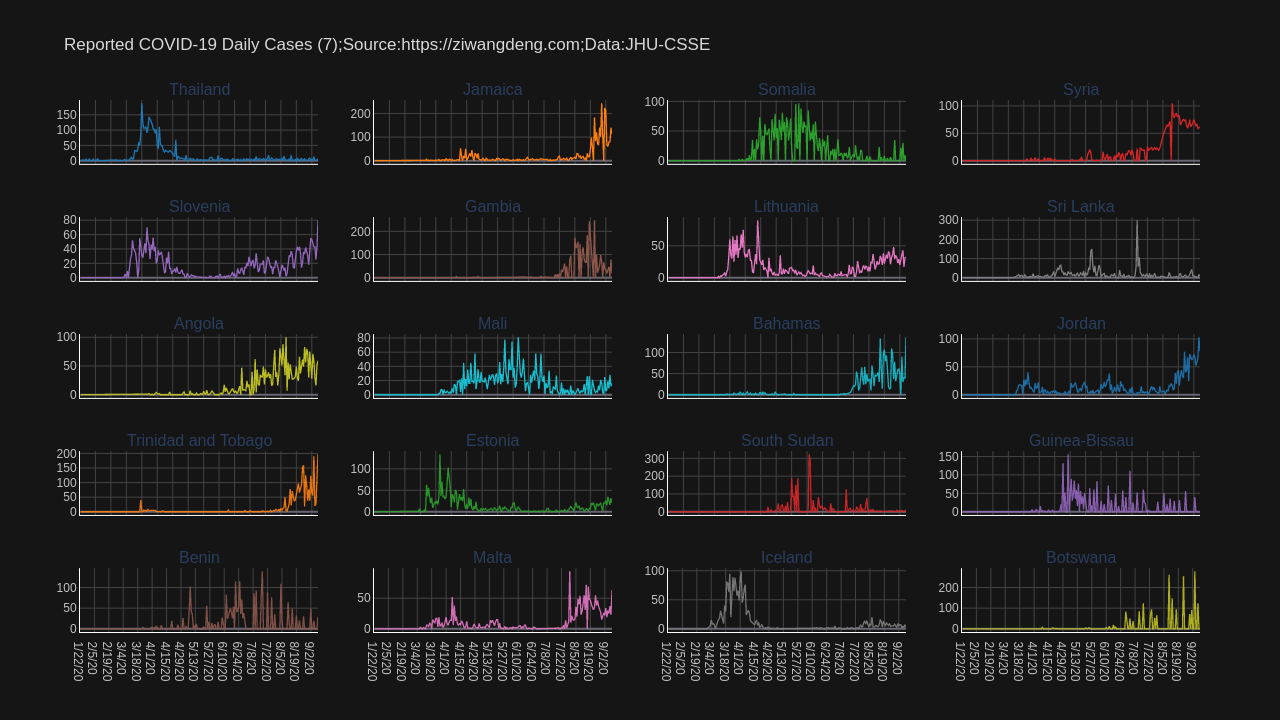 Reported COVID-19 Daily Cases (7);Source:https://ziwangdeng.com;Data:JHU-CSSE
Thailand Jamaica Somalia Syria
150 100 50 0
200 100 0
100 50 0
100 50 0
Slovenia Gambia Lithuania Sri Lanka
80 60 40 20 0
200 100 0
50 0
300 200 100 0
Angola Mali Bahamas Jordan
100 50 0
80 60 40 20 0
100 50 0
100 50 0
Trinidad and Tobago Estonia South Sudan Guinea-Bissau
200 150 100 50 0
100 50 0
300 200 100 0
150 100 50 0
Benin Malta Iceland Botswana
100 50 0
50 0
100 50 0
200 100 0
1/22/20 2/5/20 2/19/20 3/4/20 3/18/20 4/1/20 4/15/20 4/29/20 5/13/20 5/27/20 6/10/20 6/24/20 7/8/20 7/22/20 8/5/20 8/19/20 9/2/20
1/22/20 2/5/20 2/19/20 3/4/20 3/18/20 4/1/20 4/15/20 4/29/20 5/13/20 5/27/20 6/10/20 6/24/20 7/8/20 7/22/20 8/5/20 8/19/20 9/2/20
1/22/20 2/5/20 2/19/20 3/4/20 3/18/20 4/1/20 4/15/20 4/29/20 5/13/20 5/27/20 6/10/20 6/24/20 7/8/20 7/22/20 8/5/20 8/19/20 9/2/20
1/22/20 2/5/20 2/19/20 3/4/20 3/18/20 4/1/20 4/15/20 4/29/20 5/13/20 5/27/20 6/10/20 6/24/20 7/8/20 7/22/20 8/5/20 8/19/20 9/2/20